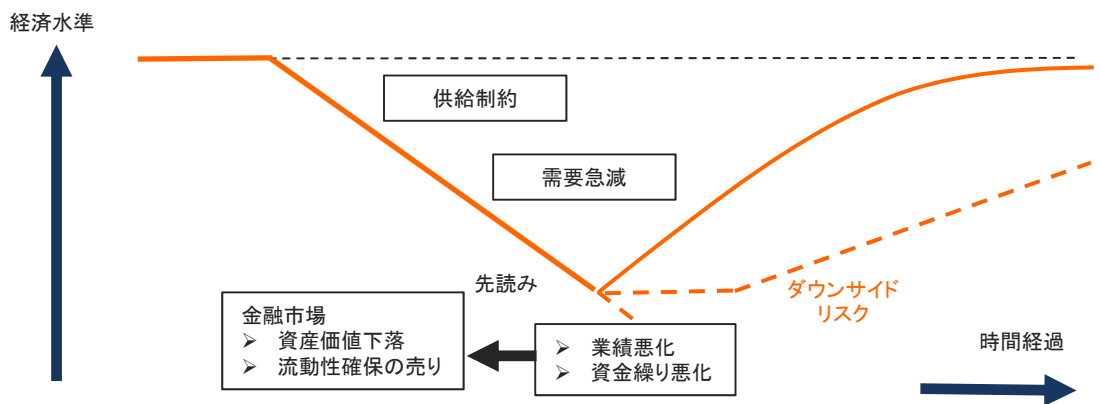 経済水準
供給制約
需要急減
先読み
金融市場
➢ 資産価値下落
➢ 流動性確保の売り
➢ 業績悪化
➢ 資金繰り悪化
ダウンサイド
リスク
時間経過